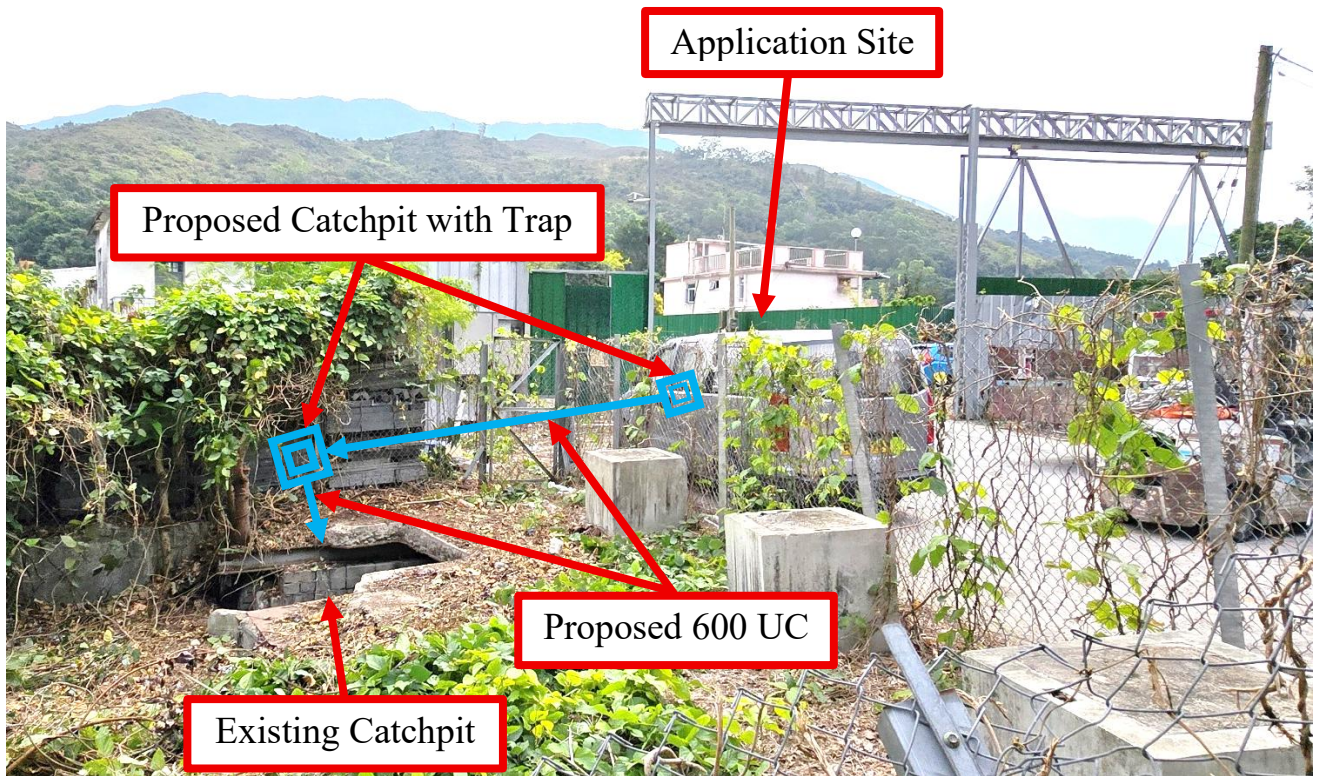 Application Site
Proposed Catchpit with Trap
Proposed 600 UC
Existing Catchpit